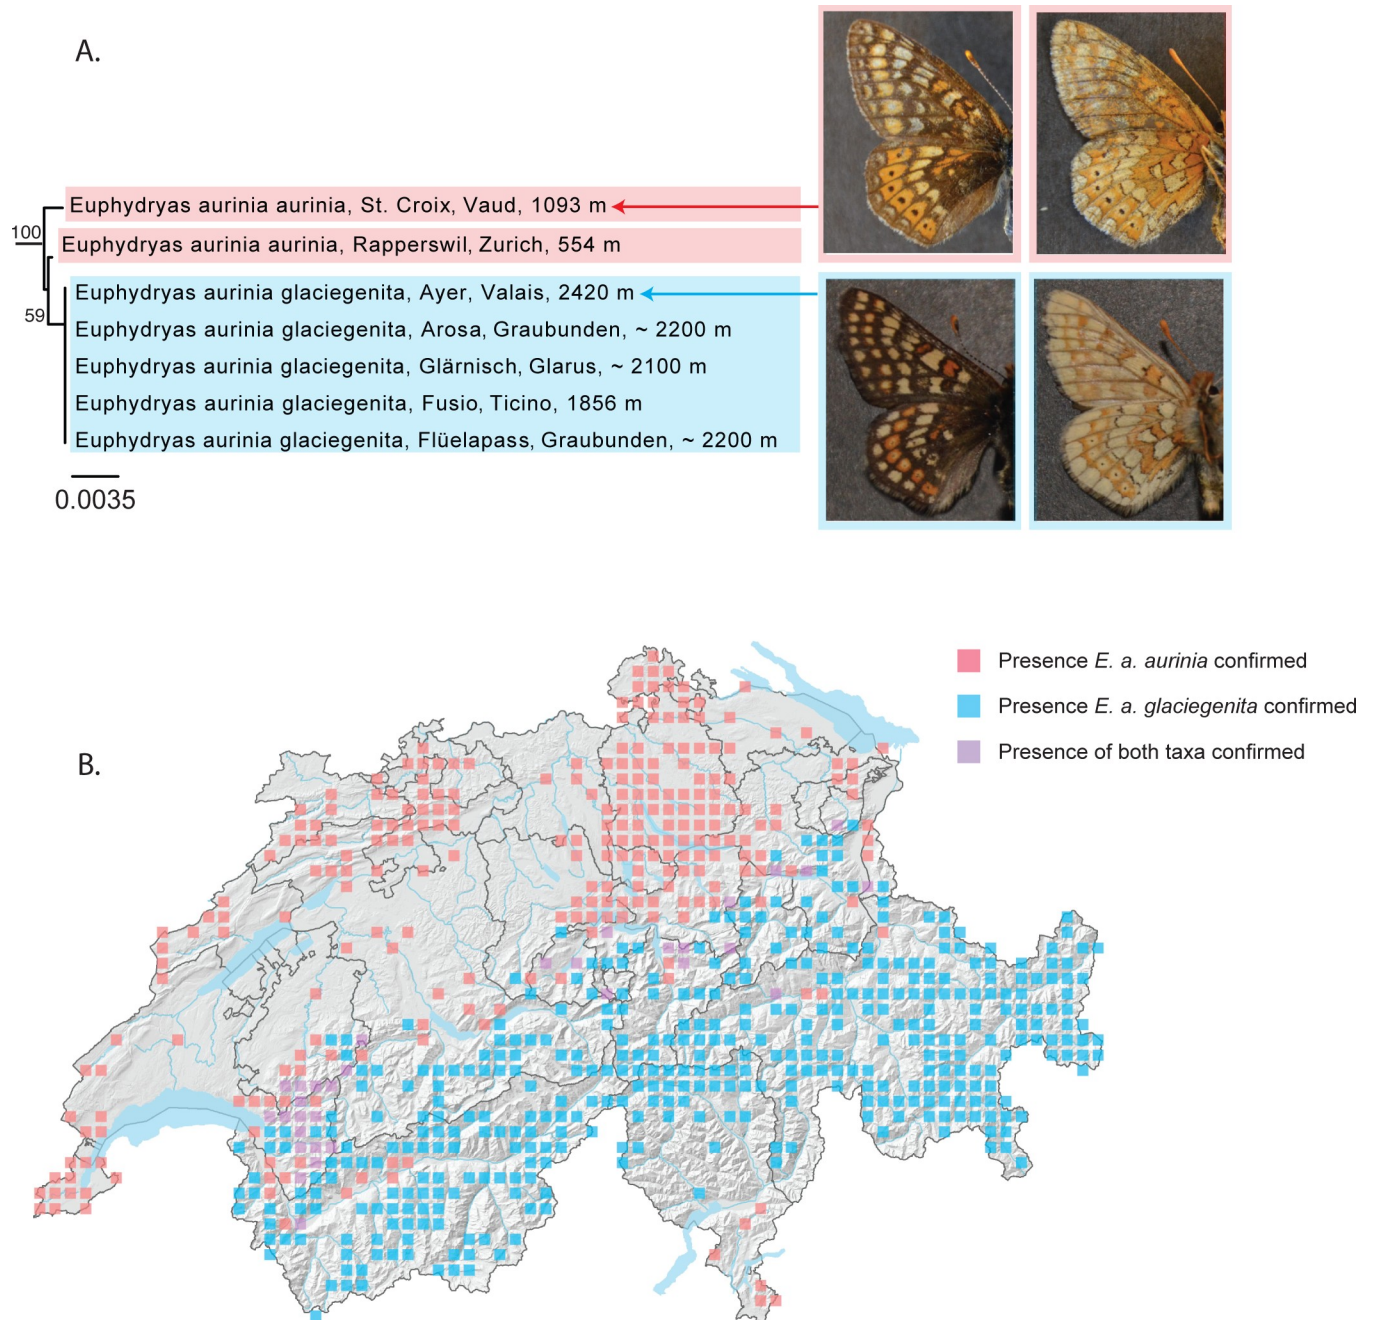 A.
100
Euphydryas aurinia aurinia, St. Croix, Vaud, 1093 m
Euphydryas aurinia aurinia, Rapperswil, Zurich, 554 m
59
Euphydryas aurinia glaciegenita, Ayer, Valais, 2420 m
Euphydryas aurinia glaciegenita, Arosa, Graubunden, ~ 2200 m
Euphydryas aurinia glaciegenita, Glärnisch, Glarus, ~ 2100 m
Euphydryas aurinia glaciegenita, Fusio, Ticino, 1856 m
Euphydryas aurinia glaciegenita, Flüelapass, Graubunden, ~ 2200 m
0.0035
B.
Presence E. a. aurinia confirmed
Presence E. a. glaciegenita confirmed
Presence of both taxa confirmed